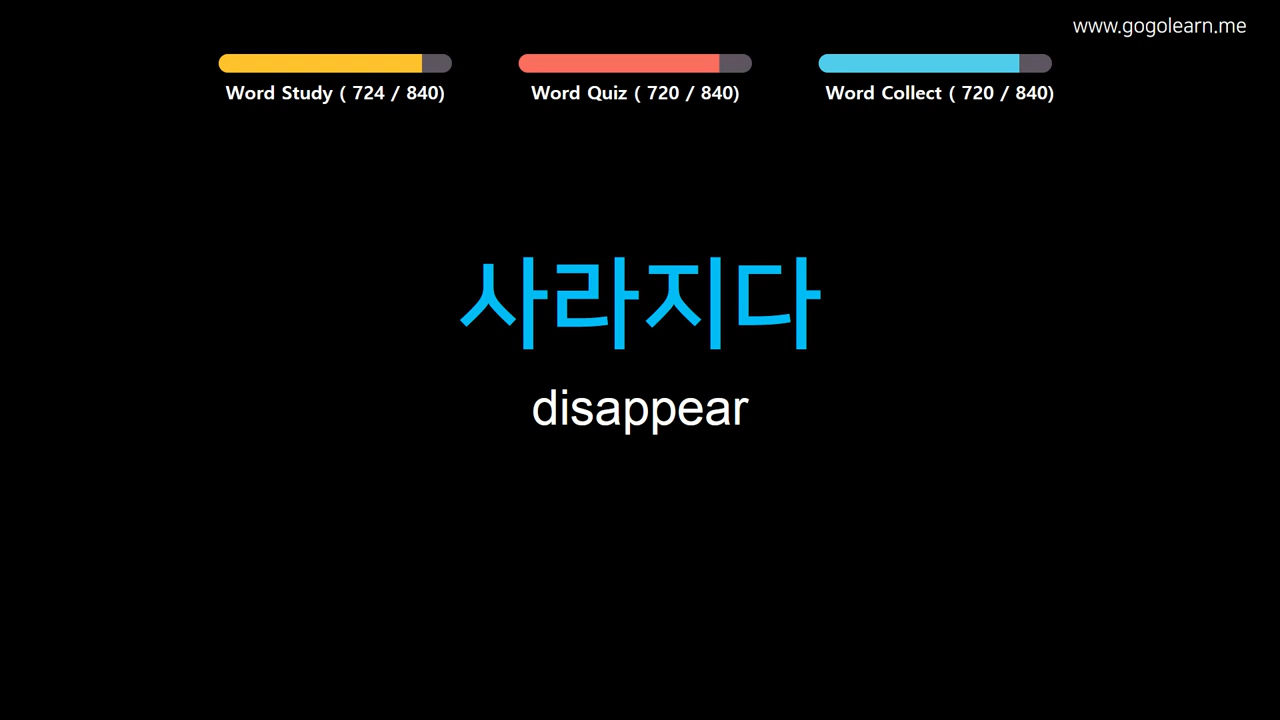 www.gogolearn.me
Word Study ( 724 / 840)
Word Quiz ( 720 / 840)
Word Collect ( 720 / 840)
사라지다
disappear